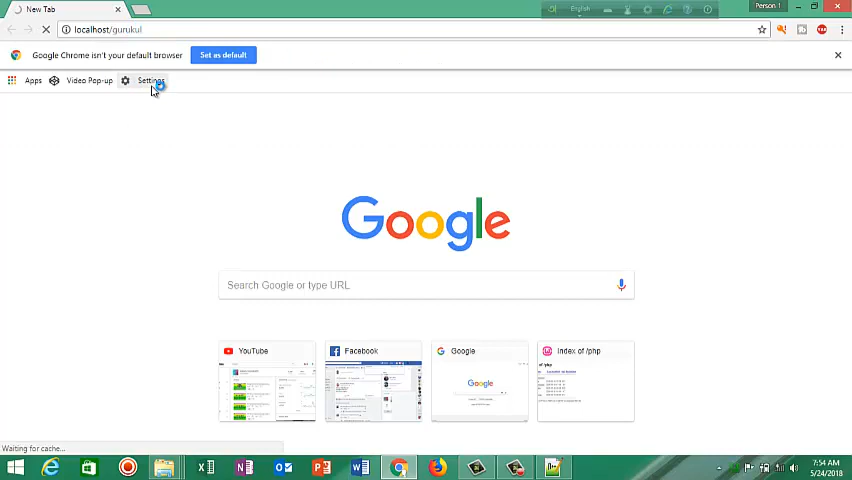 New Tab
English
Person 1
localhost/gurukul
Google Chrome isn't your default browser
Set as default
Apps
Video Pop-up
Settings
Google
Search Google or type URL
YouTube
Facebook
Google
Index of /php
Google
Waiting for cache...
7:54 AM
5/24/2018